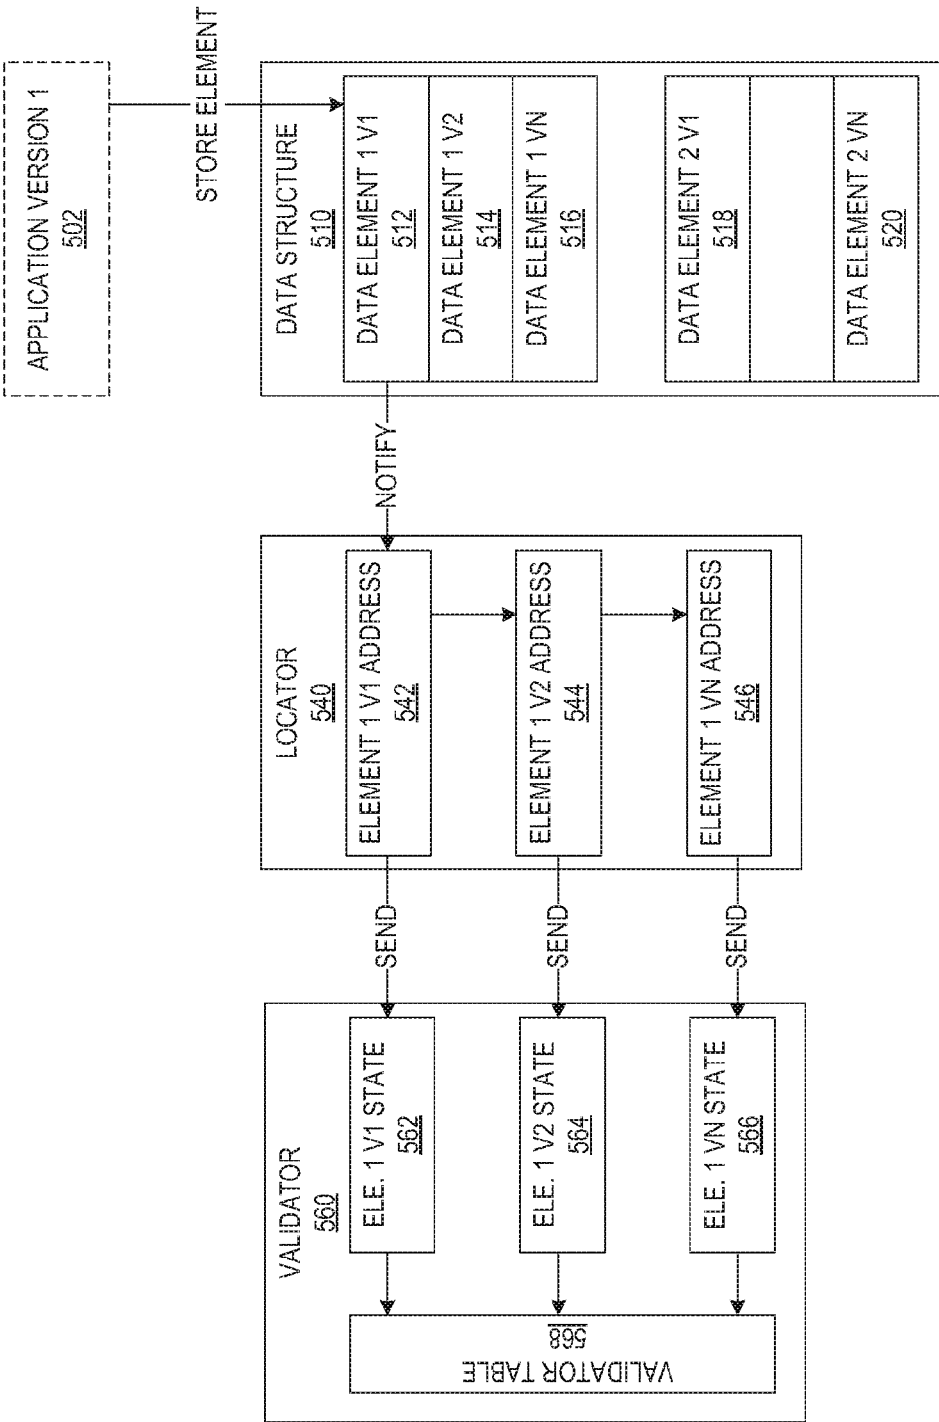 APPLICATION VERSION 1
502
STORE ELEMENT
DATA STRUCTURE
510
DATA ELEMENT 1 V1
512
DATA ELEMENT 1 V2
514
DATA ELEMENT 1 VN
516
DATA ELEMENT 2 V1
518
DATA ELEMENT 2 VN
520
NOTIFY
LOCATOR
540
ELEMENT 1 V1 ADDRESS
542
ELEMENT 1 V2 ADDRESS
544
ELEMENT 1 VN ADDRESS
546
SEND
SEND
SEND
VALIDATOR
560
ELE. 1 V1 STATE
562
ELE. 1 V2 STATE
564
ELE. 1 VN STATE
566
VALIDATOR TABLE
568